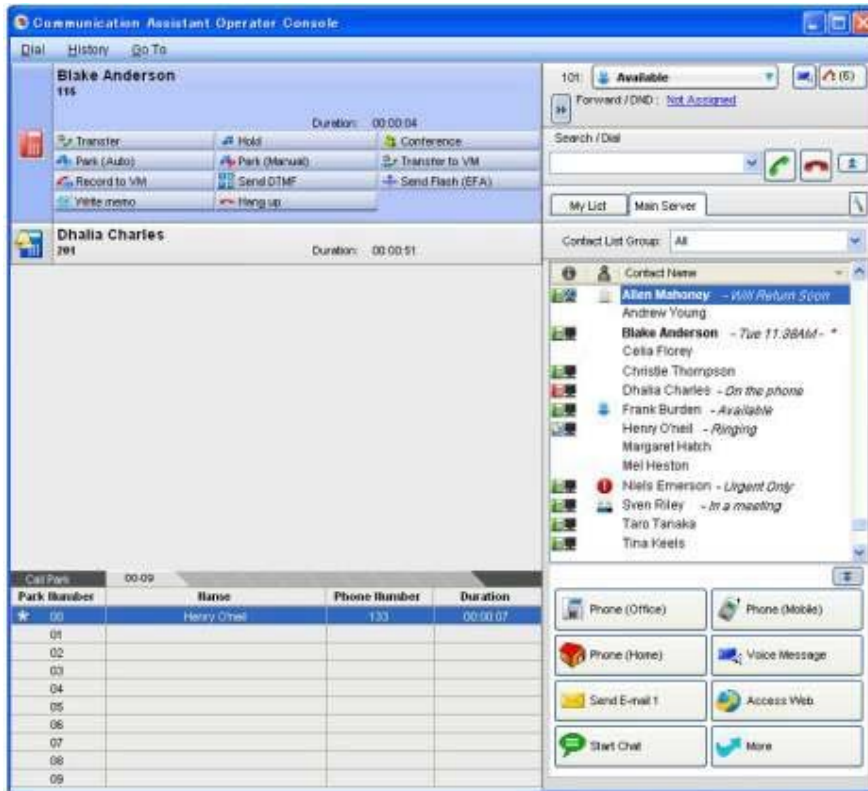 Communication Assistant Operator Console
Dial History Go To
Blake Anderson
115
Duration: 00:00:04
Transfer Hold Conference
Park (Auto) Park (Manual) Transfer to VM
Record to VM Send DTMF Send Flash (EFA)
Write memo Hang up
Dhalia Charles
201
Duration: 00:00:51
Call Park 00-09
Park Number Name Phone Number Duration
00 Henry O'neil 133 00:00:07
01
02
03
04
05
06
07
08
09
101: Available (6)
Forward / DND : Not Assigned
Search / Dial
My List Main Server
Contact List Group: All
Contact Name
Allen Mahoney - Will Return Soon
Andrew Young
Blake Anderson - Tue 11:38AM - *
Celia Florey
Christie Thompson
Dhalia Charles - On the phone
Frank Burden - Available
Henry O'neil - Ringing
Margaret Hatch
Mel Heston
Niels Emerson - Urgent Only
Sven Riley - In a meeting
Taro Tanaka
Tina Keels
Phone (Office) Phone (Mobile)
Phone (Home) Voice Message
Send E-mail 1 Access Web
Start Chat More